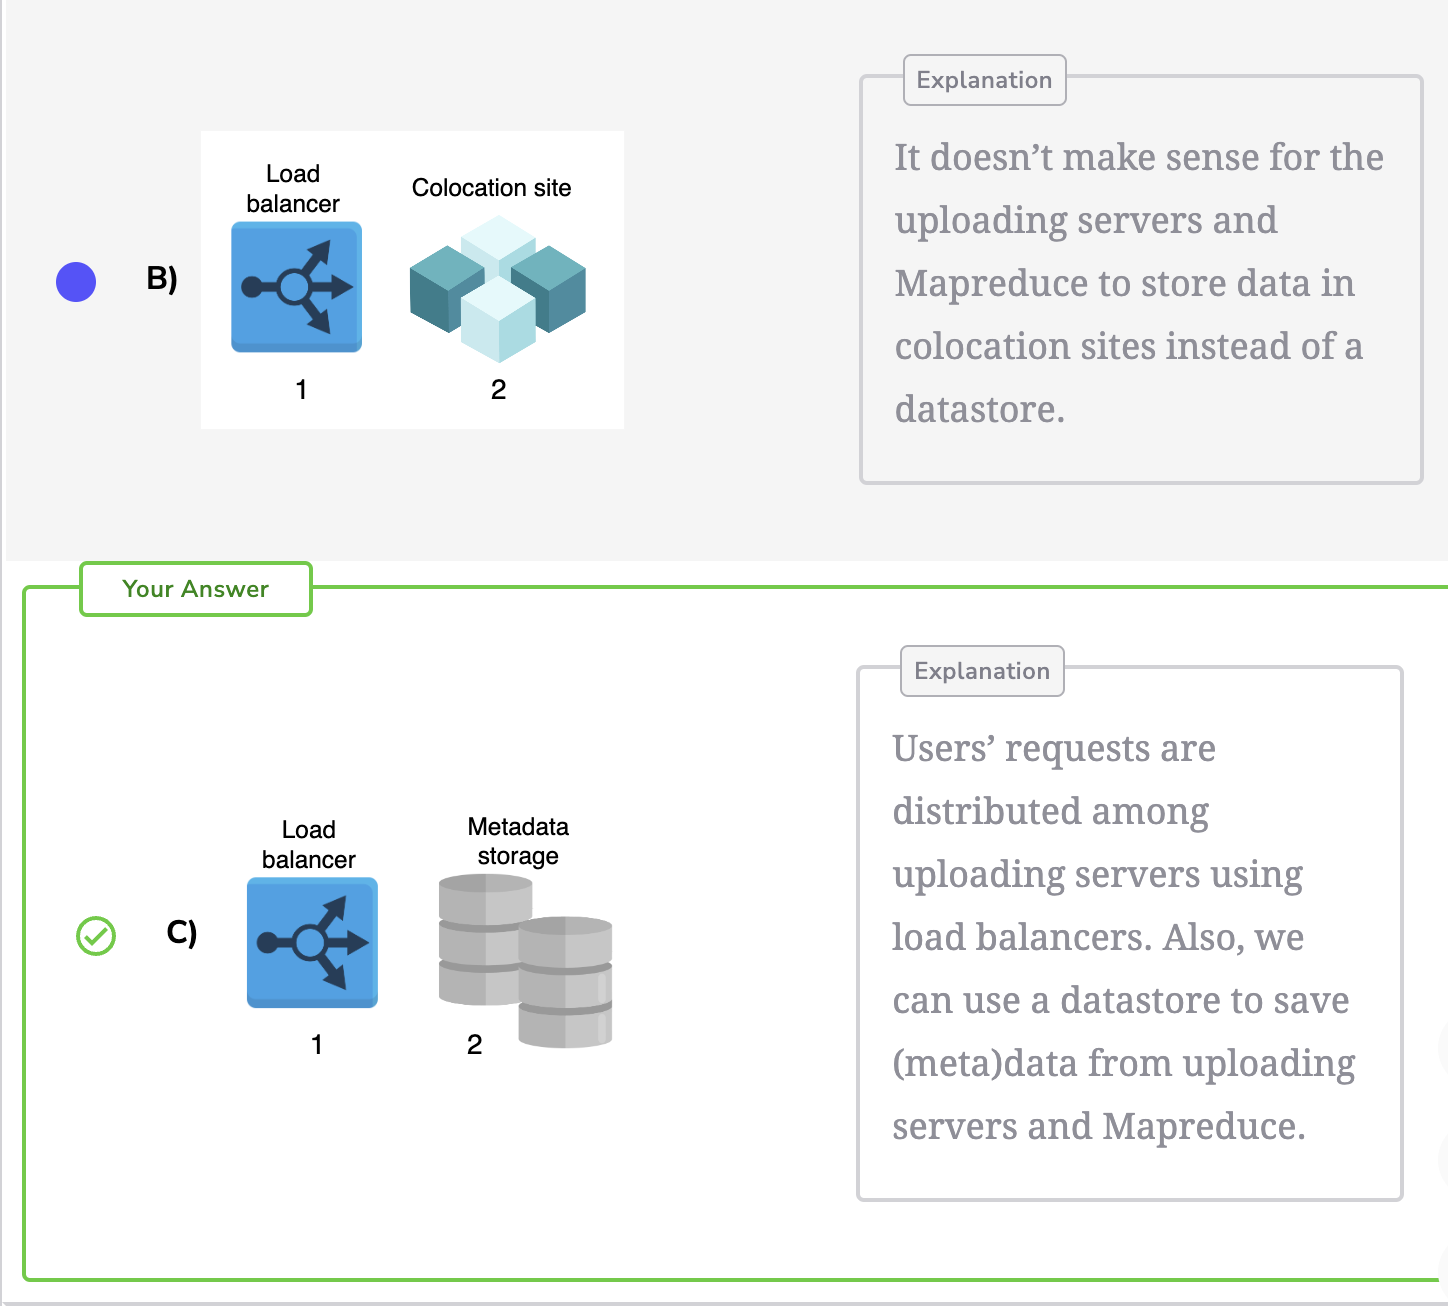 Explanation
It doesn’t make sense for the
uploading servers and
Mapreduce to store data in
colocation sites instead of a
datastore.
B)
Load
balancer
Colocation site
1
2
Your Answer
Explanation
Users’ requests are
distributed among
uploading servers using
load balancers. Also, we
can use a datastore to save
(meta)data from uploading
servers and Mapreduce.
C)
Load
balancer
Metadata
storage
1
2